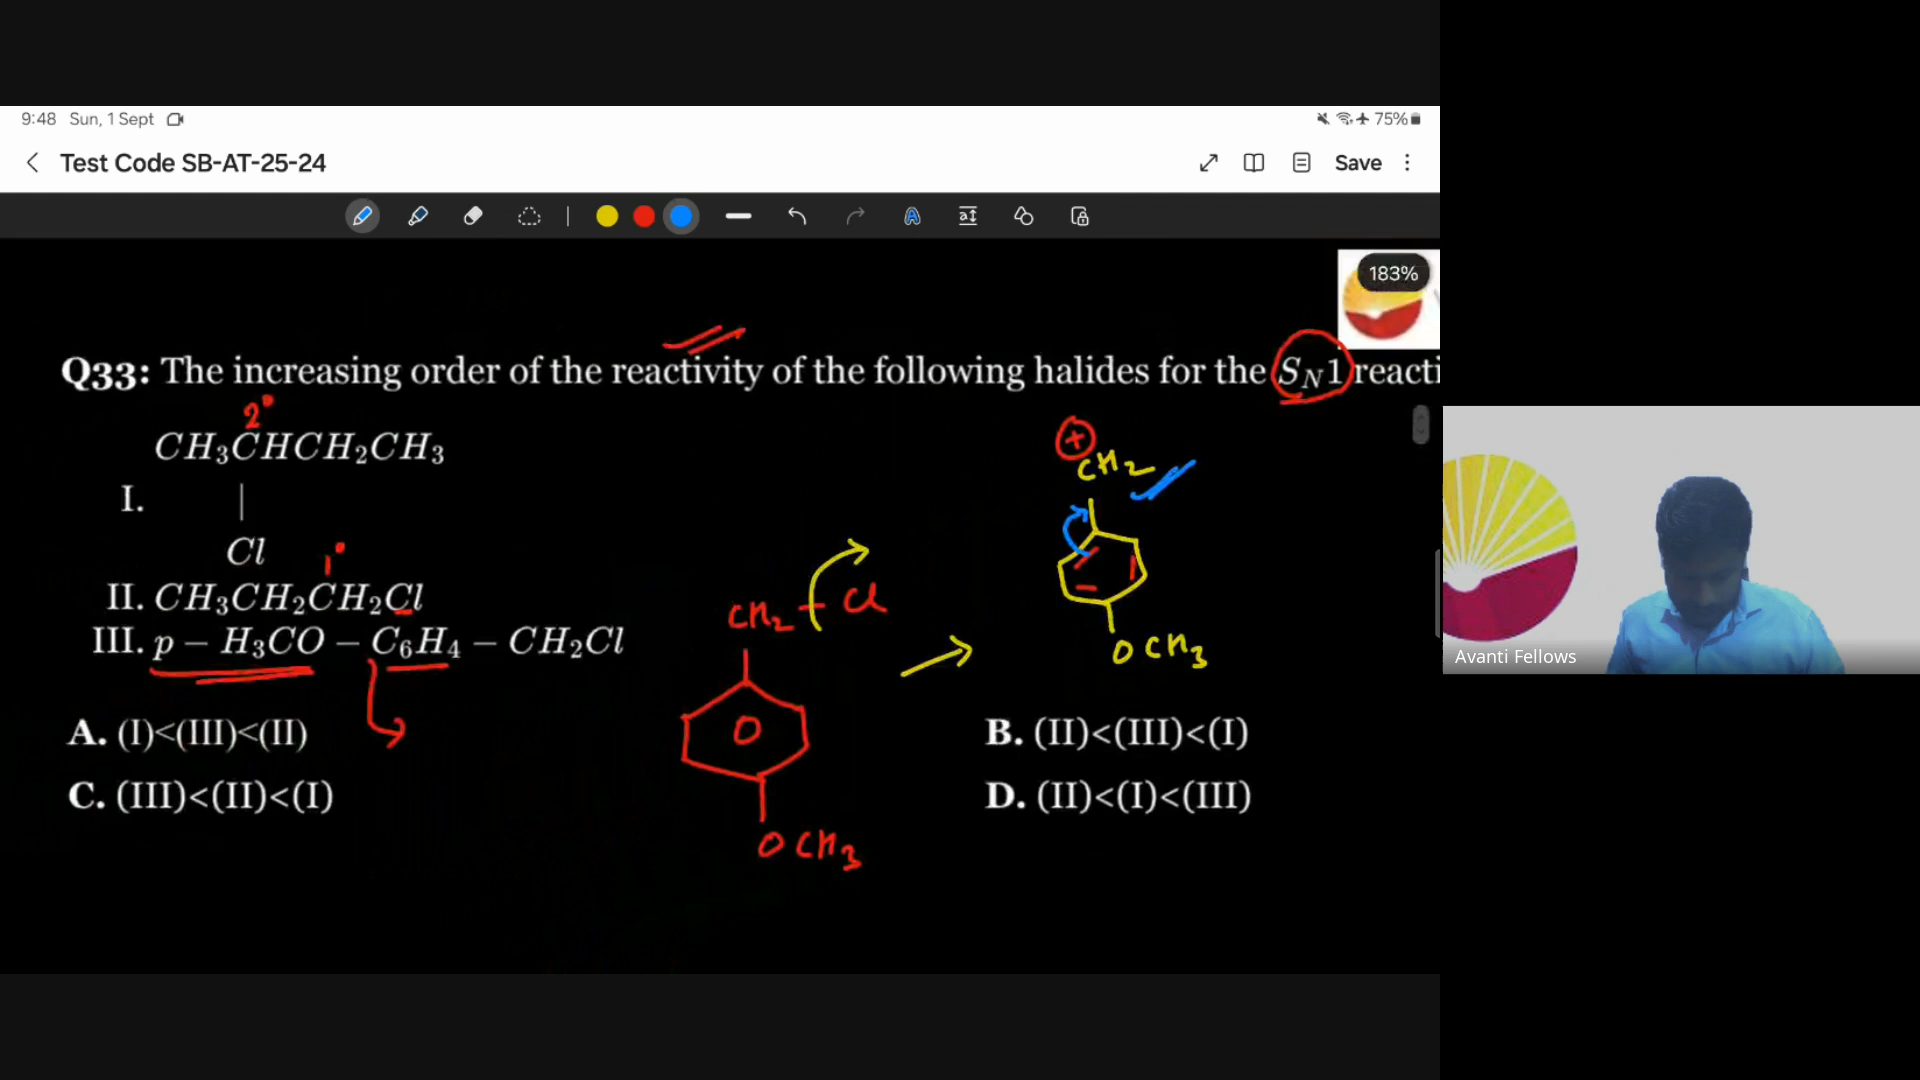 9:48 Sun, 1 Sept 75%
Test Code SB-AT-25-24 Save
183%
Q33: The increasing order of the reactivity of the following halides for the S_N1 reacti
2°
CH₃CHCH₂CH₃
I. |
Cl
1°
II. CH₃CH₂CH₂Cl
III. p − H₃CO − C₆H₄ − CH₂Cl
CH₂ Cl
OCH₃
+
CH₂
OCH₃
A. (I)<(III)<(II) B. (II)<(III)<(I)
C. (III)<(II)<(I) D. (II)<(I)<(III)
Avanti Fellows